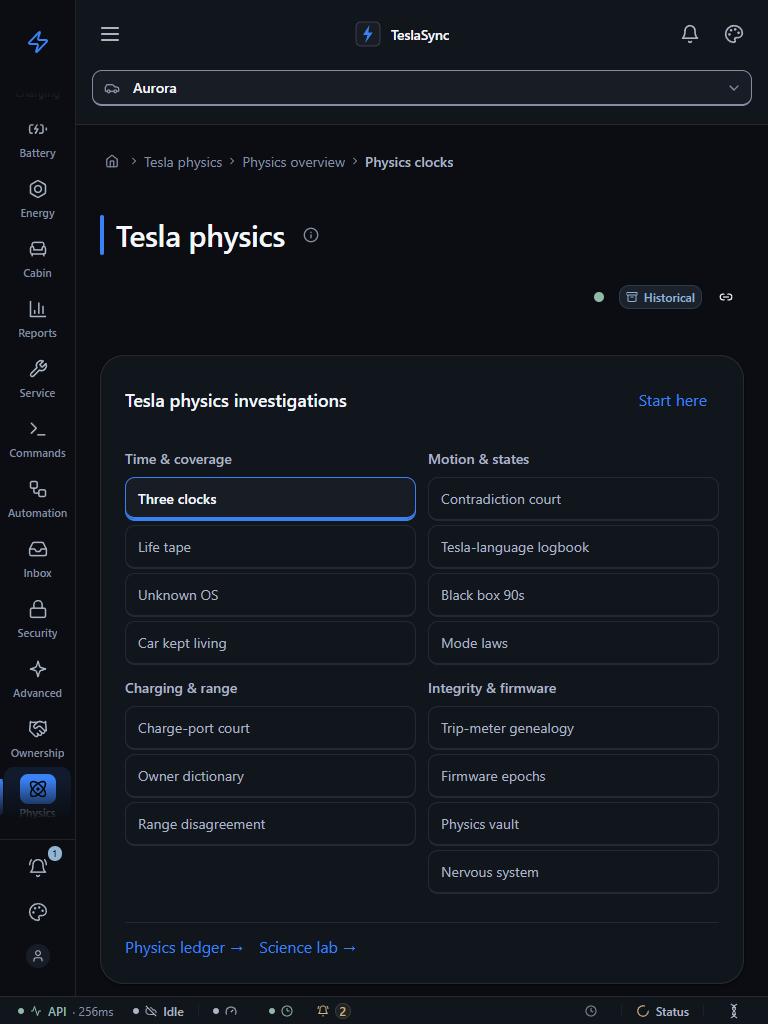 TeslaSync
Aurora
Charging
Battery
Energy
Cabin
Reports
Service
Commands
Automation
Inbox
Security
Advanced
Ownership
Physics
1
Tesla physics > Physics overview > Physics clocks
Tesla physics
Historical
Tesla physics investigations
Start here
Time & coverage
Three clocks
Life tape
Unknown OS
Car kept living
Motion & states
Contradiction court
Tesla-language logbook
Black box 90s
Mode laws
Charging & range
Charge-port court
Owner dictionary
Range disagreement
Integrity & firmware
Trip-meter genealogy
Firmware epochs
Physics vault
Nervous system
Physics ledger → Science lab →
API · 256ms Idle 2 Status